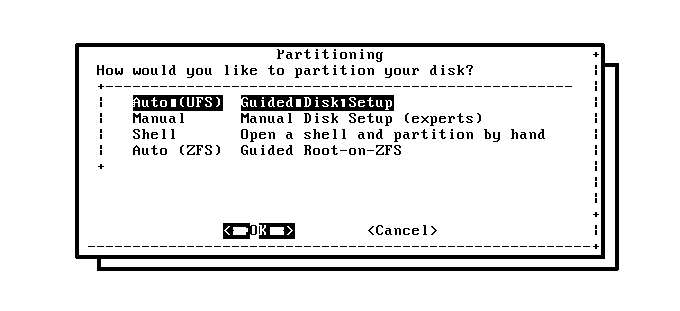 Partitioning
How would you like to partition your disk?
Auto (UFS) Guided Disk Setup
Manual Manual Disk Setup (experts)
Shell Open a shell and partition by hand
Auto (ZFS) Guided Root-on-ZFS
< OK > <Cancel>